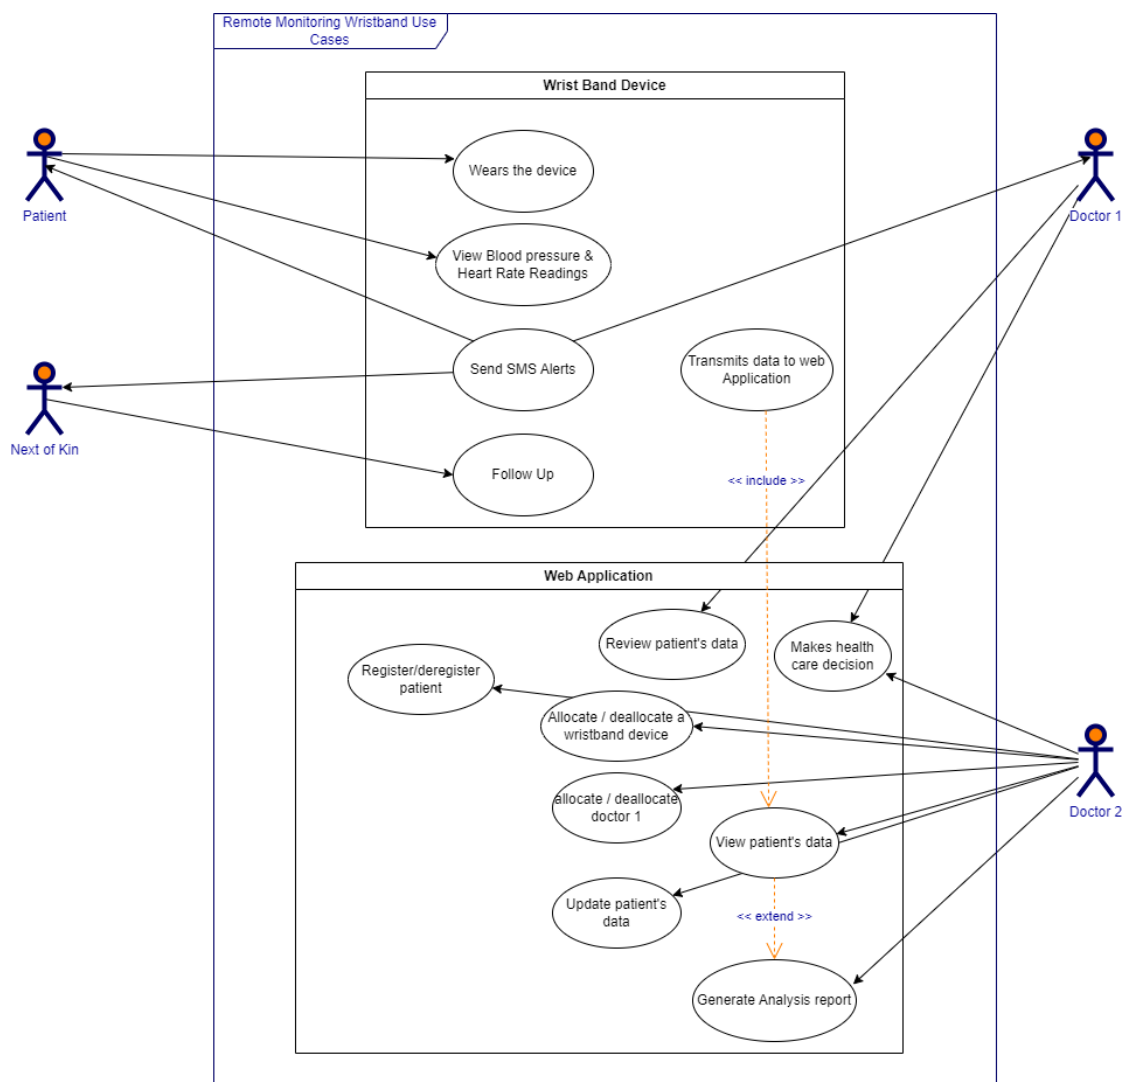 Remote Monitoring Wristband Use
Cases
Wrist Band Device
Wears the device
Patient
Doctor 1
View Blood pressure &
Heart Rate Readings
Send SMS Alerts
Transmits data to web
Application
Next of Kin
Follow Up
<< include >>
Web Application
Review patient's data
Makes health
care decision
Register/deregister
patient
Allocate / deallocate a
wristband device
allocate / deallocate
doctor 1
Doctor 2
View patient's data
Update patient's
data
<< extend >>
Generate Analysis report